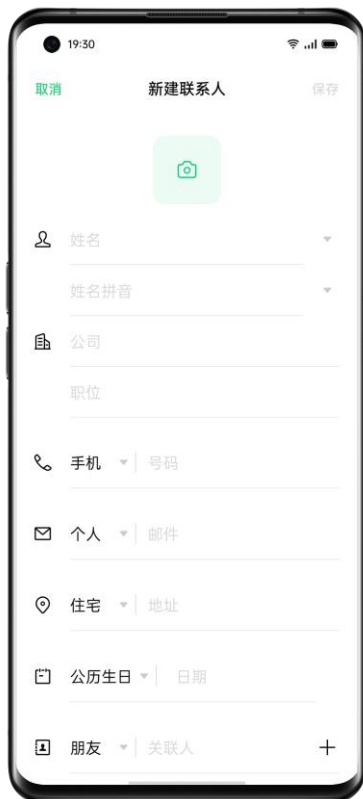 19:30
取消 新建联系人 保存
姓名
姓名拼音
公司
职位
手机 号码
个人 邮件
住宅 地址
公历生日 日期
朋友 关联人